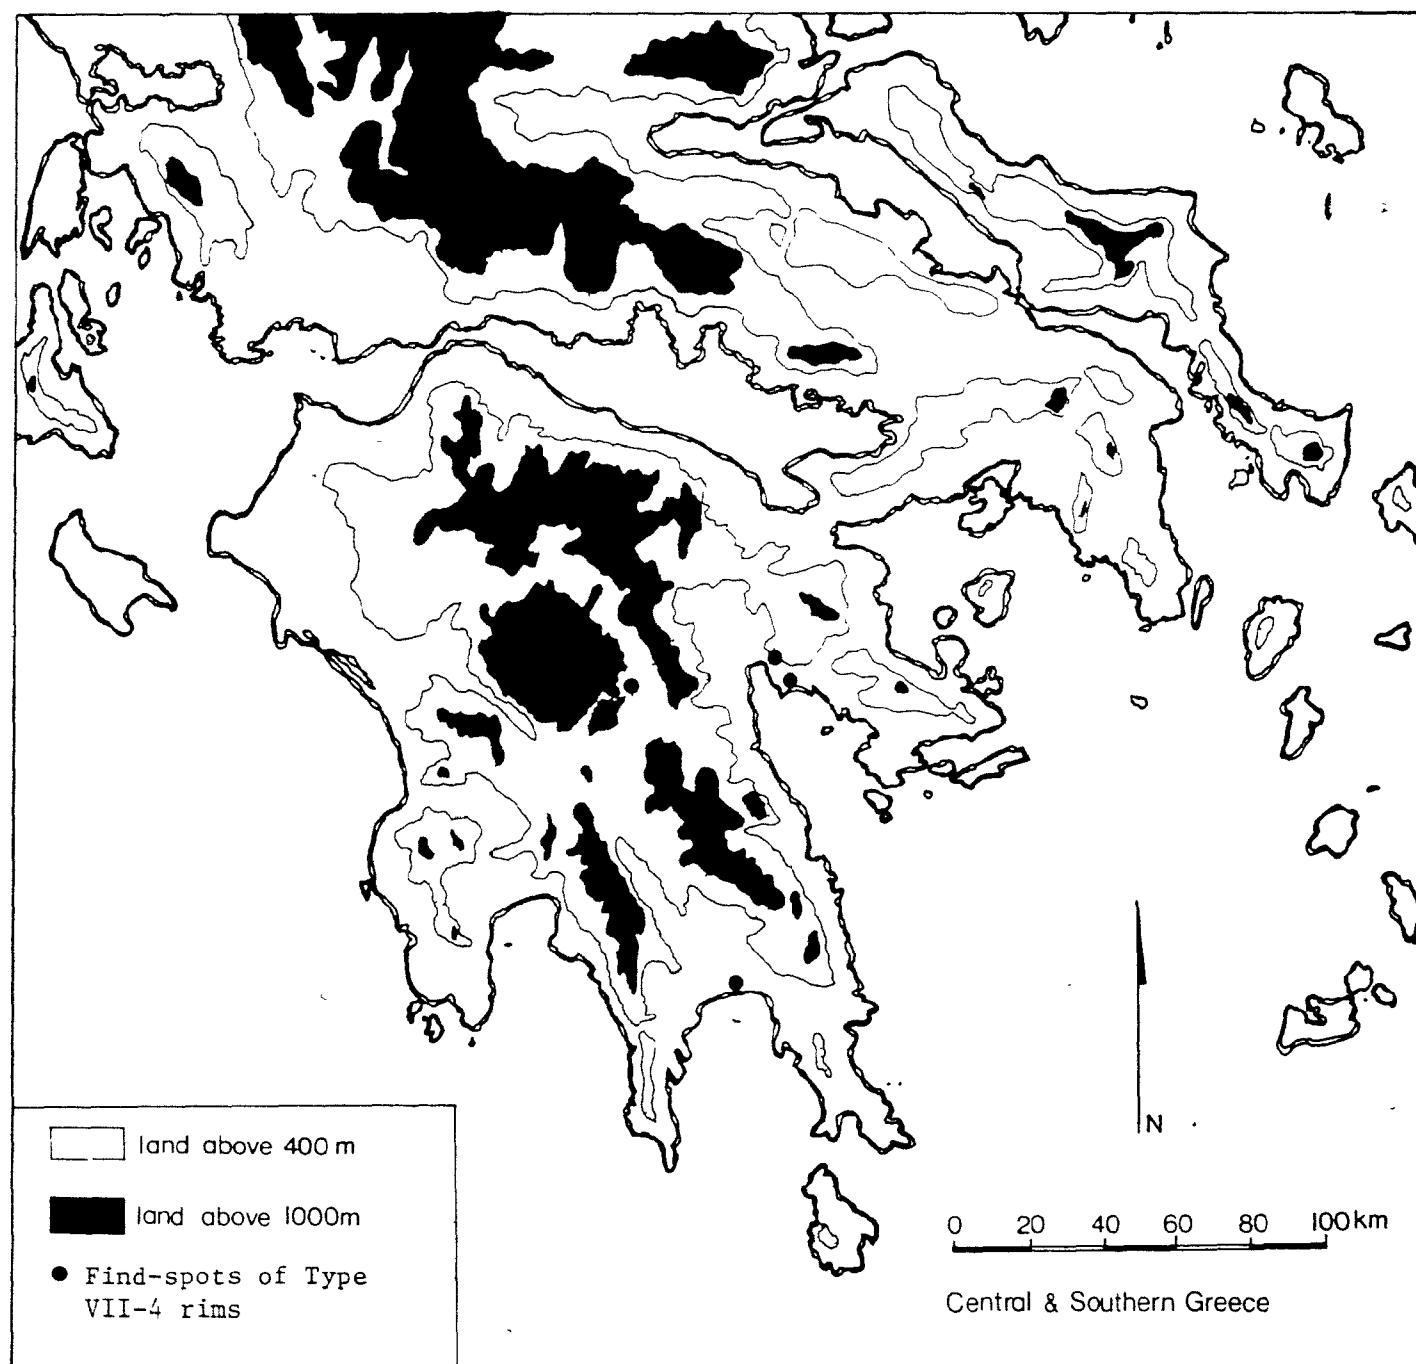 land above 400 m
land above 1000m
Find-spots of Type
VII-4 rims
N
0 20 40 60 80 100km
Central & Southern Greece